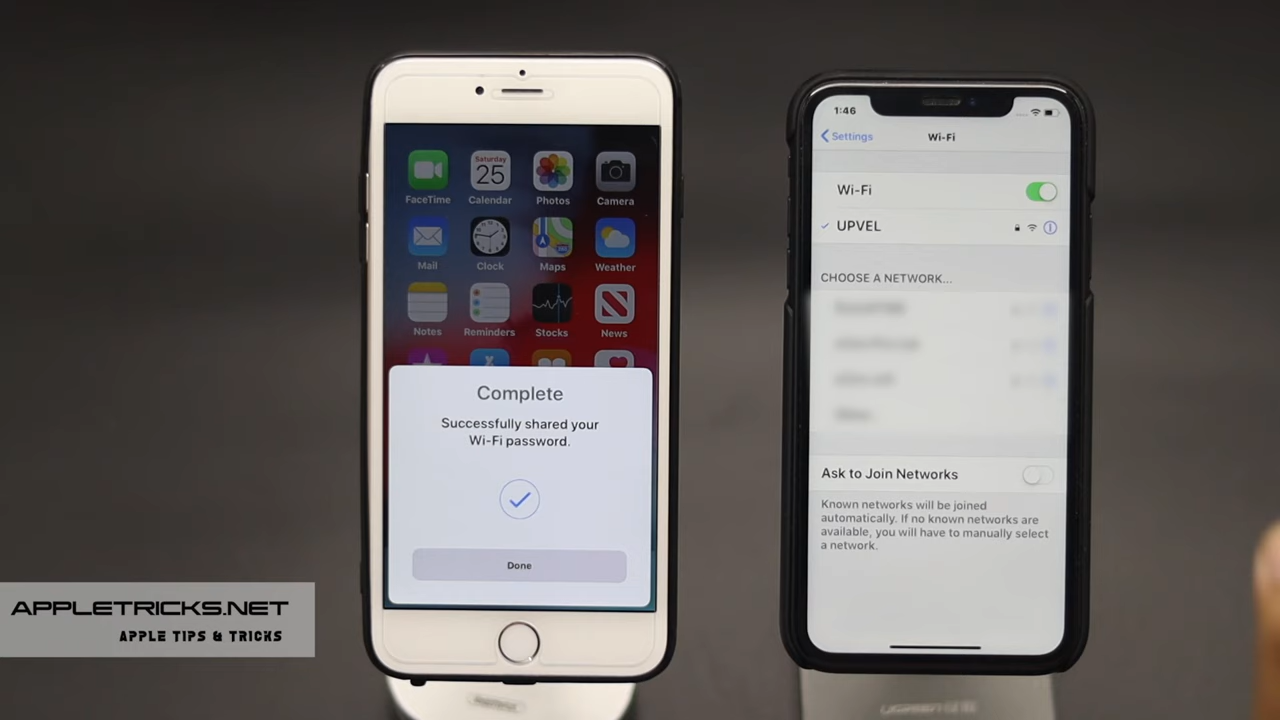 Saturday
25
FaceTime
Calendar
Photos
Camera
Mail
Clock
Maps
Weather
Notes
Reminders
Stocks
News
Complete
Successfully shared your
Wi-Fi password.
Done
1:46
Settings
Wi-Fi
Wi-Fi
UPVEL
CHOOSE A NETWORK...
Ask to Join Networks
Known networks will be joined
automatically. If no known networks are
available, you will have to manually select
a network.
APPLETRICKS.NET
APPLE TIPS & TRICKS